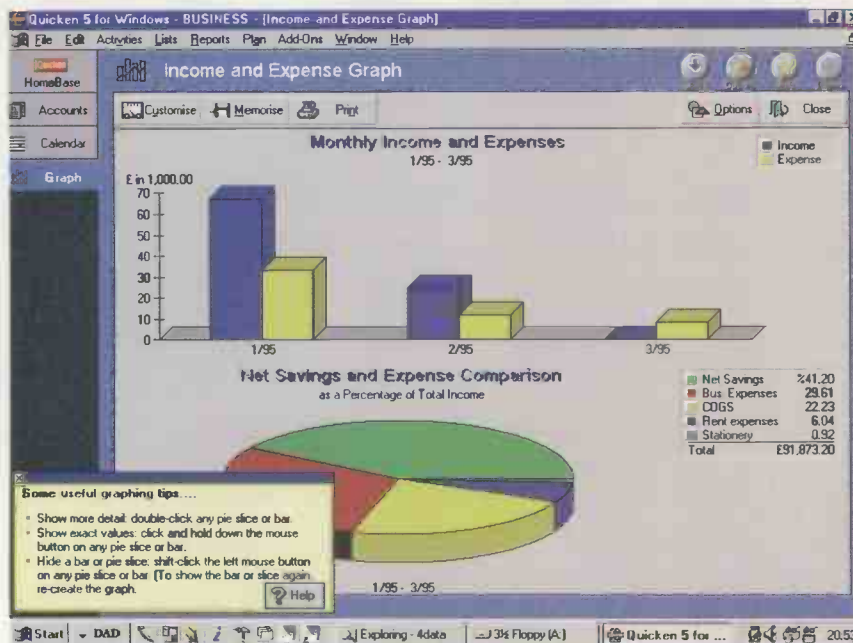 Quicken 5 for Windows - BUSINESS - [Income and Expense Graph]
File Edit Activities Lists Reports Plan Add-Ons Window Help
Quicken
HomeBase
Income and Expense Graph
Accounts
Customise Memorise Print
Options Close
Calendar
Graph
Monthly Income and Expenses
1/95 - 3/95
Income
Expense
£ in 1,000.00
70
60
50
40
30
20
10
0
1/95 2/95 3/95
Net Savings and Expense Comparison
as a Percentage of Total Income
Net Savings %41.20
Bus. Expenses 29.61
COGS 22.23
Rent expenses 6.04
Stationery 0.92
Total £91,873.20
Some useful graphing tips....
Show more detail: double-click any pie slice or bar.
Show exact values: click and hold down the mouse
button on any pie slice or bar.
Hide a bar or pie slice: shift-click the left mouse button
on any pie slice or bar. (To show the bar or slice again,
re-create the graph.
Help
1/95 - 3/95
Start DAD Exploring - 4data 3½ Floppy (A:) Quicken 5 for ... 20:5